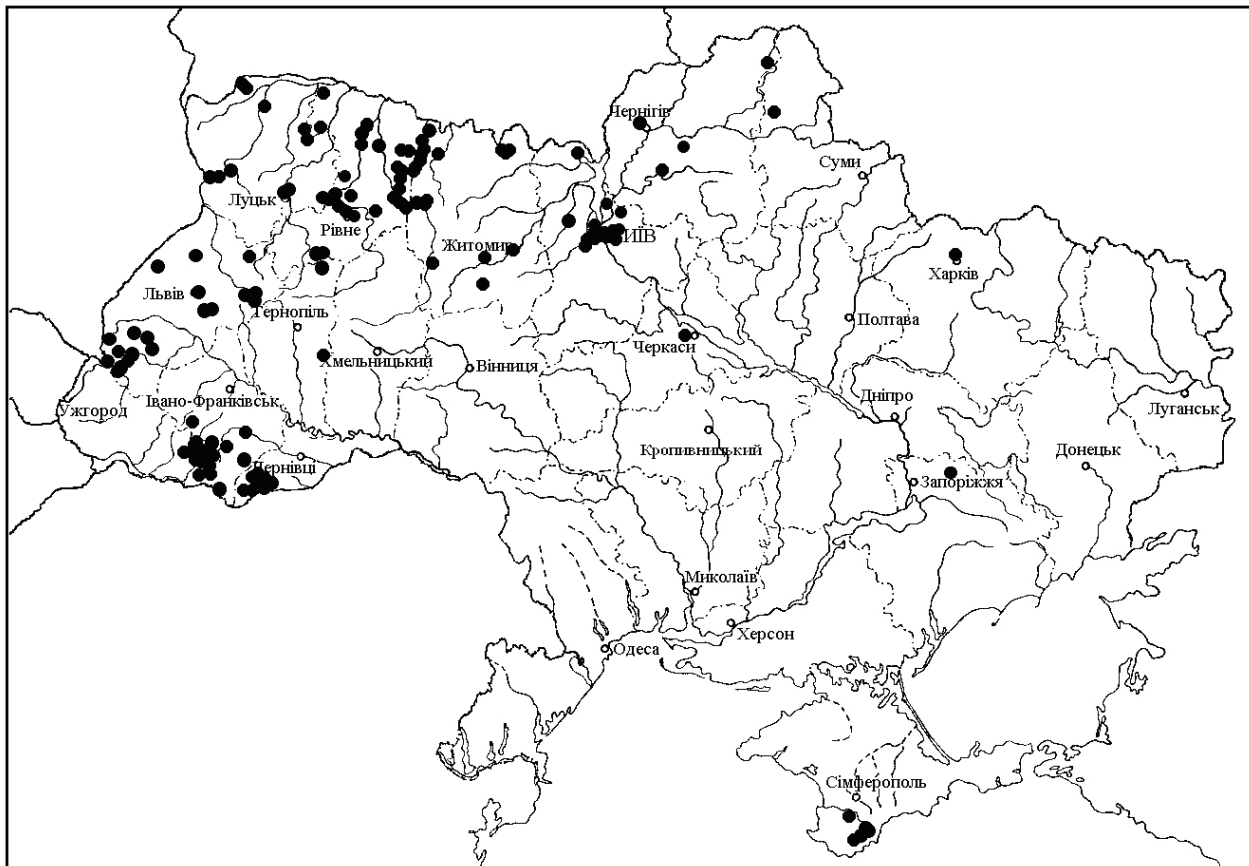 Чернігів
Суми
Луцьк
Рівне
Житомир
ИЇВ
Харків
Львів
Тернопіль
Полтава
Черкаси
Хмельницький
Вінниця
Ужгород
Івано-Франківськ
Дніпро
Луганськ
Кропивницький
Донецьк
Чернівці
Запоріжжя
Миколаїв
Херсон
Одеса
Сімферополь